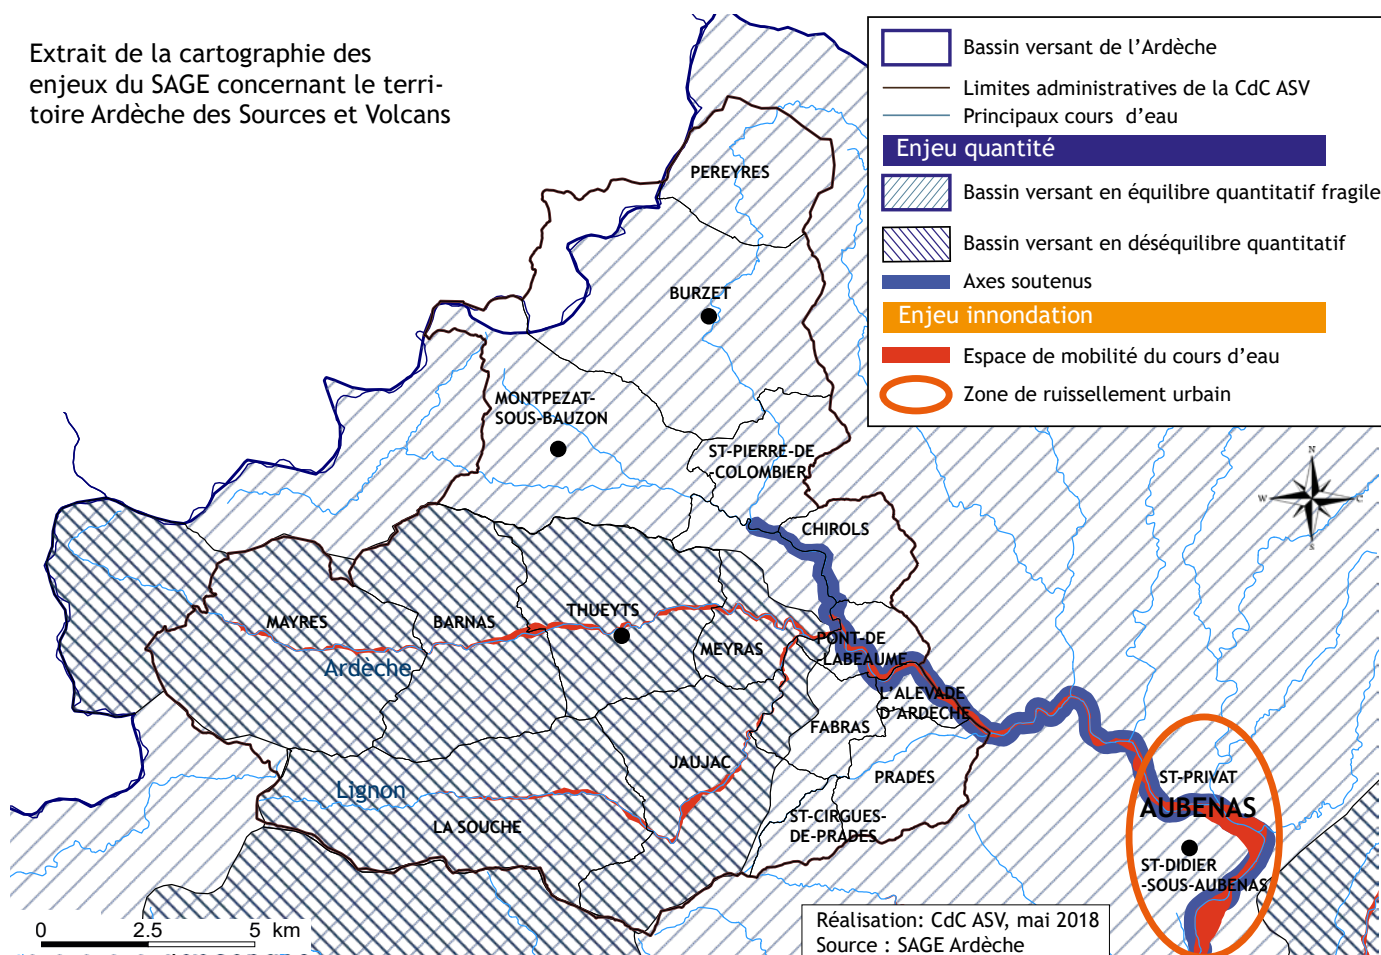 Extrait de la cartographie des
enjeux du SAGE concernant le terri-
toire Ardèche des Sources et Volcans
Bassin versant de l'Ardèche
Limites administratives de la CdC ASV
Principaux cours d'eau
Enjeu quantité
Bassin versant en équilibre quantitatif fragile
Bassin versant en déséquilibre quantitatif
Axes soutenus
Enjeu innondation
Espace de mobilité du cours d'eau
Zone de ruissellement urbain
PEREYRES
BURZET
MONTPEZAT-
SOUS-BAUZON
ST-PIERRE-DE
-COLOMBIER
CHIROLS
N
W
S
MAYRES
BARNAS
THUEYTS
MEYRAS
PONT-DE
-LABEAUME
Ardèche
L'ALEVADE
D'ARDECHE
FABRAS
JAUJAC
PRADES
Lignon
LA SOUCHE
ST-CIRGUES-
DE-PRADES
ST-PRIVAT
AUBENAS
ST-DIDIER
-SOUS-AUBENAS
0 2.5 5 km
Réalisation: CdC ASV, mai 2018
Source : SAGE Ardèche